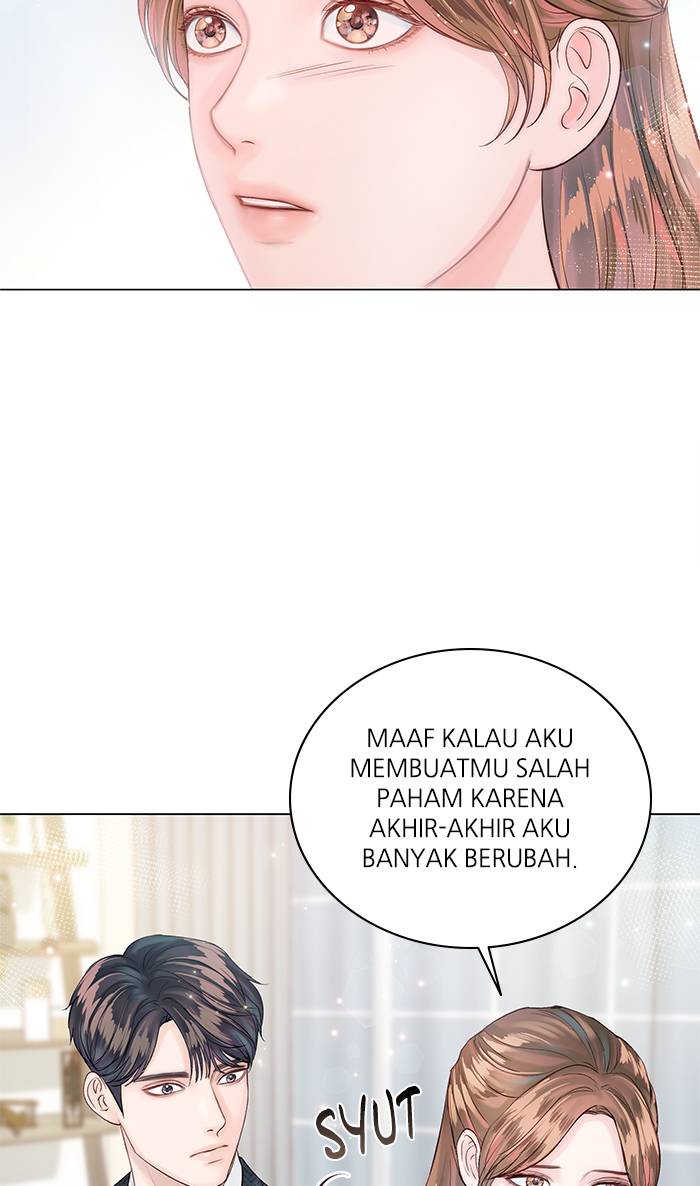 MAAF KALAU AKU
MEMBUATMU SALAH
PAHAM KARENA
AKHIR-AKHIR AKU
BANYAK BERUBAH.
SYUT